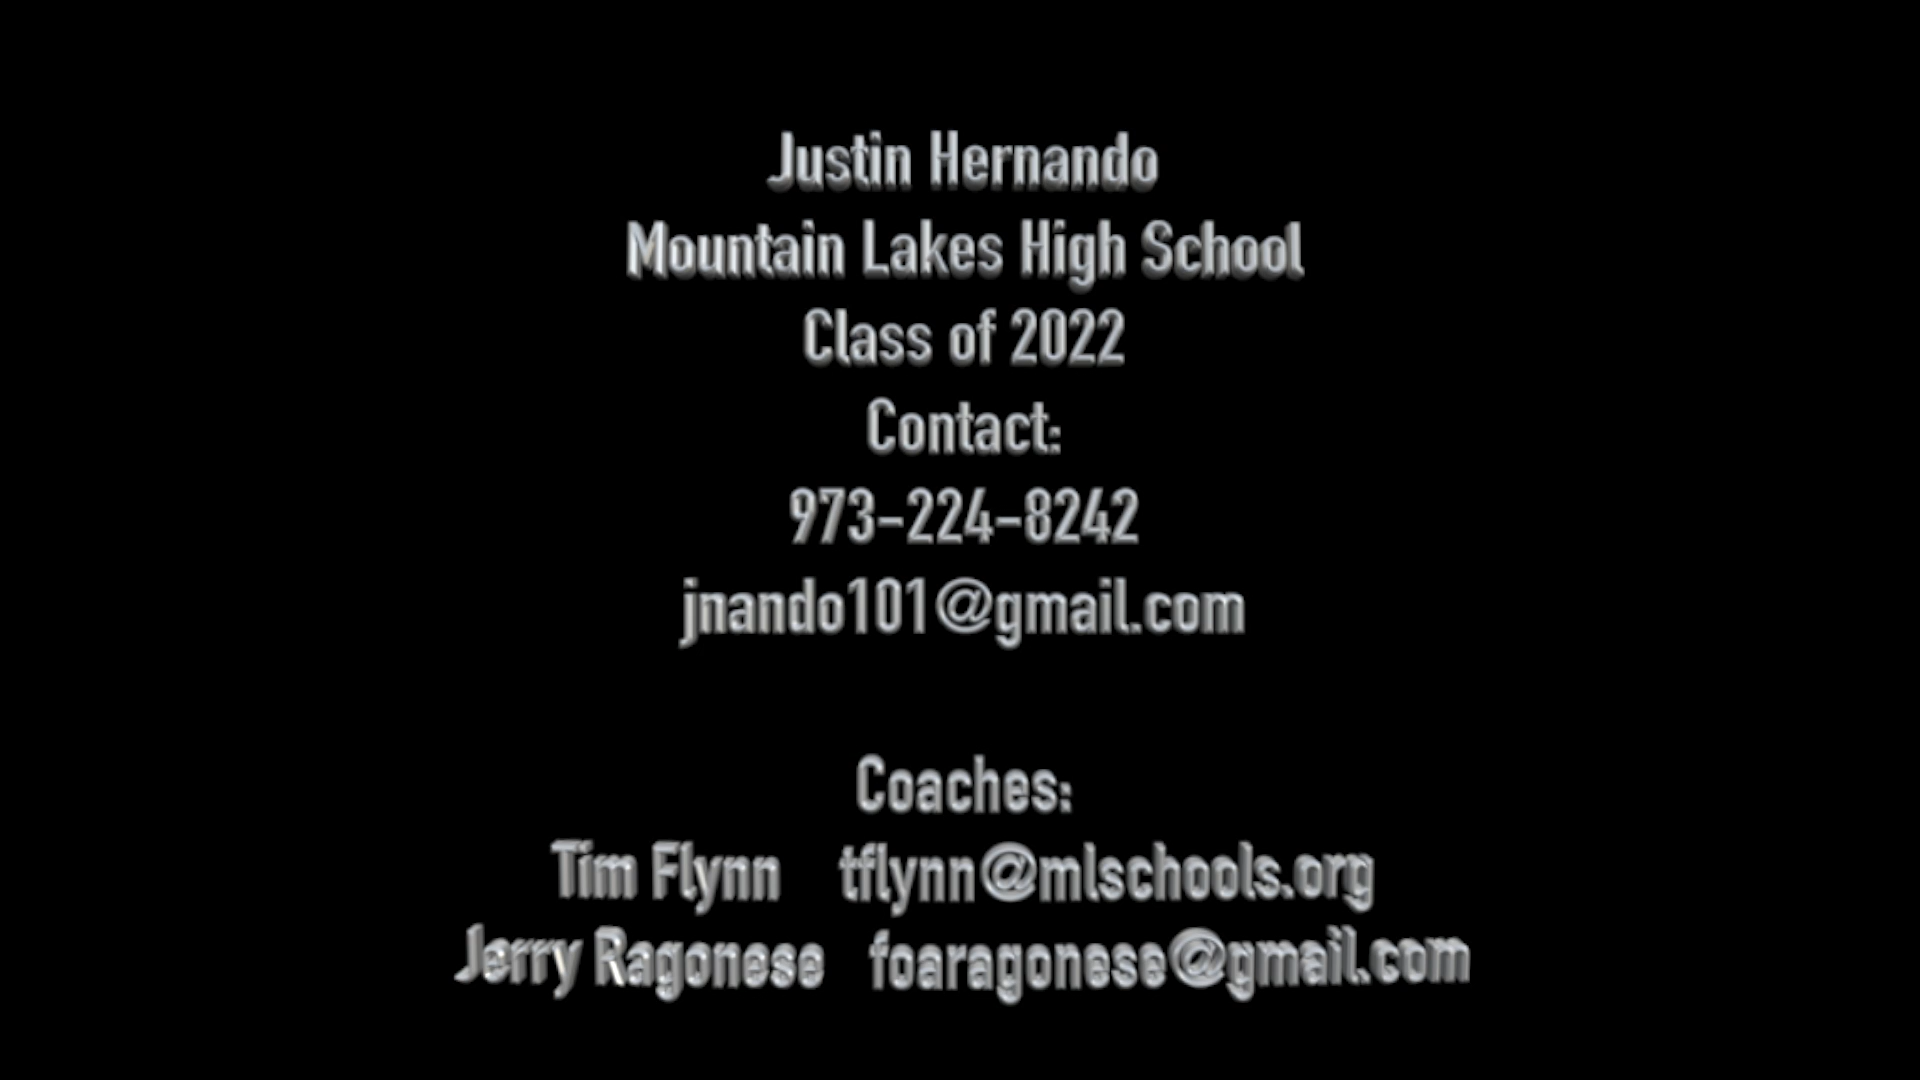 Justin Hernando
Mountain Lakes High School
Class of 2022
Contact:
973-224-8242
jnando101@gmail.com
Coaches:
Tim Flynn tflynn@mlschools.org
Jerry Ragonese foaragonese@gmail.com